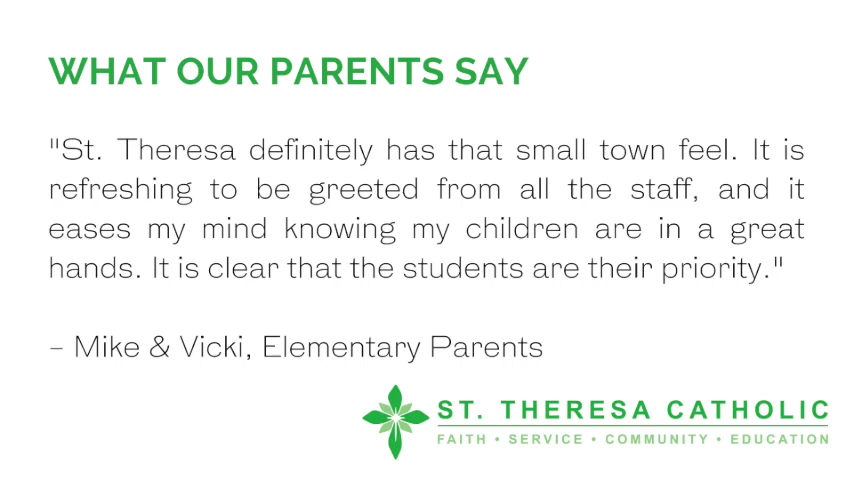 WHAT OUR PARENTS SAY
"St. Theresa definitely has that small town feel. It is
refreshing to be greeted from all the staff, and it
eases my mind knowing my children are in a great
hands. It is clear that the students are their priority."
– Mike & Vicki, Elementary Parents
ST. THERESA CATHOLIC
FAITH • SERVICE • COMMUNITY • EDUCATION